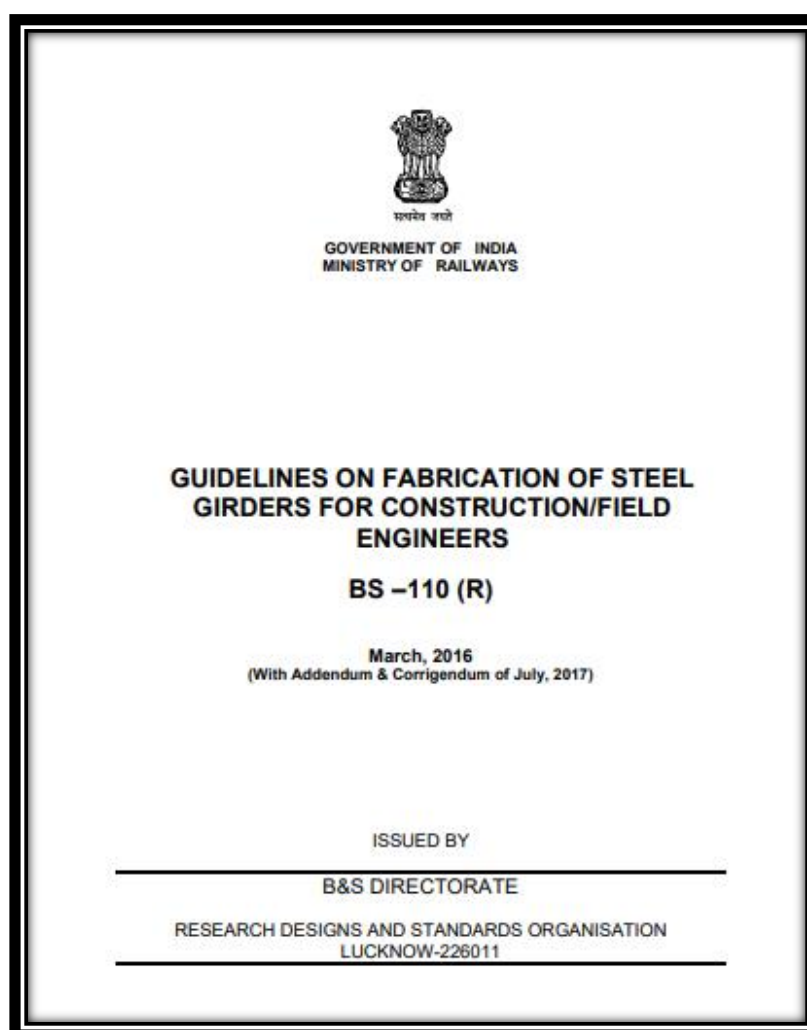 सत्यमेव जयते
GOVERNMENT OF INDIA
MINISTRY OF RAILWAYS
GUIDELINES ON FABRICATION OF STEEL
GIRDERS FOR CONSTRUCTION/FIELD
ENGINEERS
BS –110 (R)
March, 2016
(With Addendum & Corrigendum of July, 2017)
ISSUED BY
B&S DIRECTORATE
RESEARCH DESIGNS AND STANDARDS ORGANISATION
LUCKNOW-226011